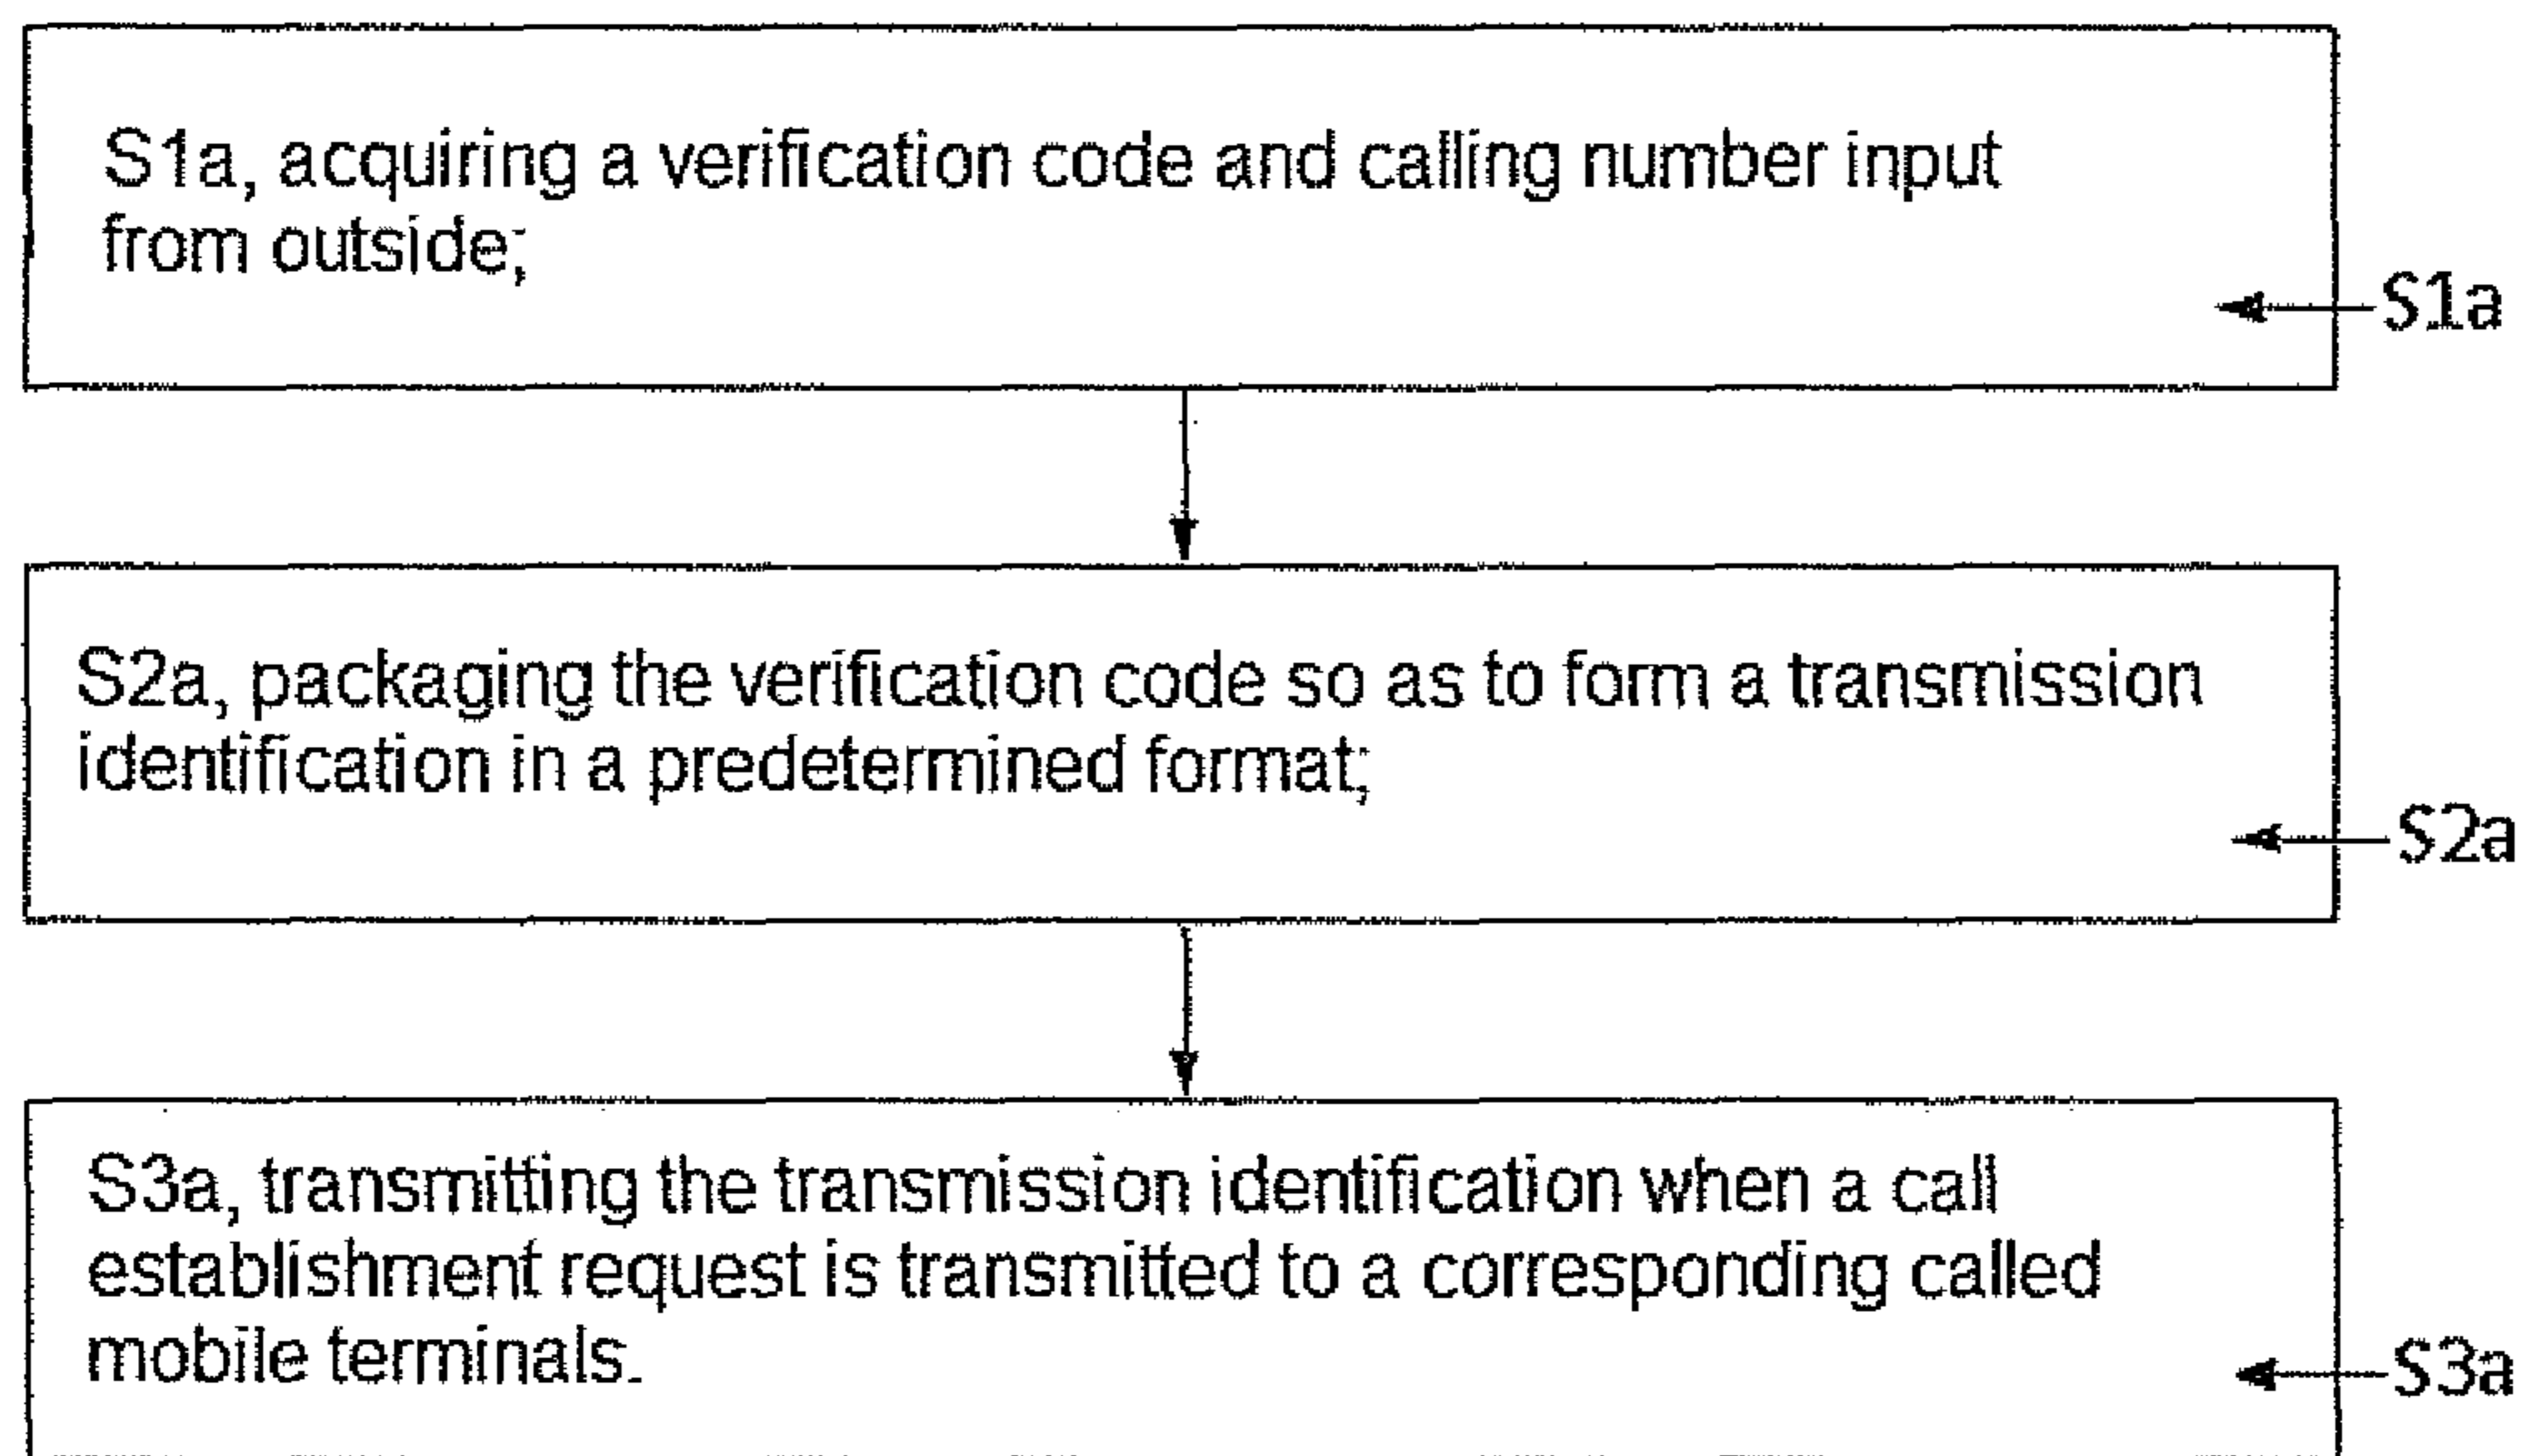 S1a, acquiring a verification code and calling number input
from outside;
S1a
S2a, packaging the verification code so as to form a transmission
identification in a predetermined format;
S2a
S3a, transmitting the transmission identification when a call
establishment request is transmitted to a corresponding called
mobile terminals.
S3a